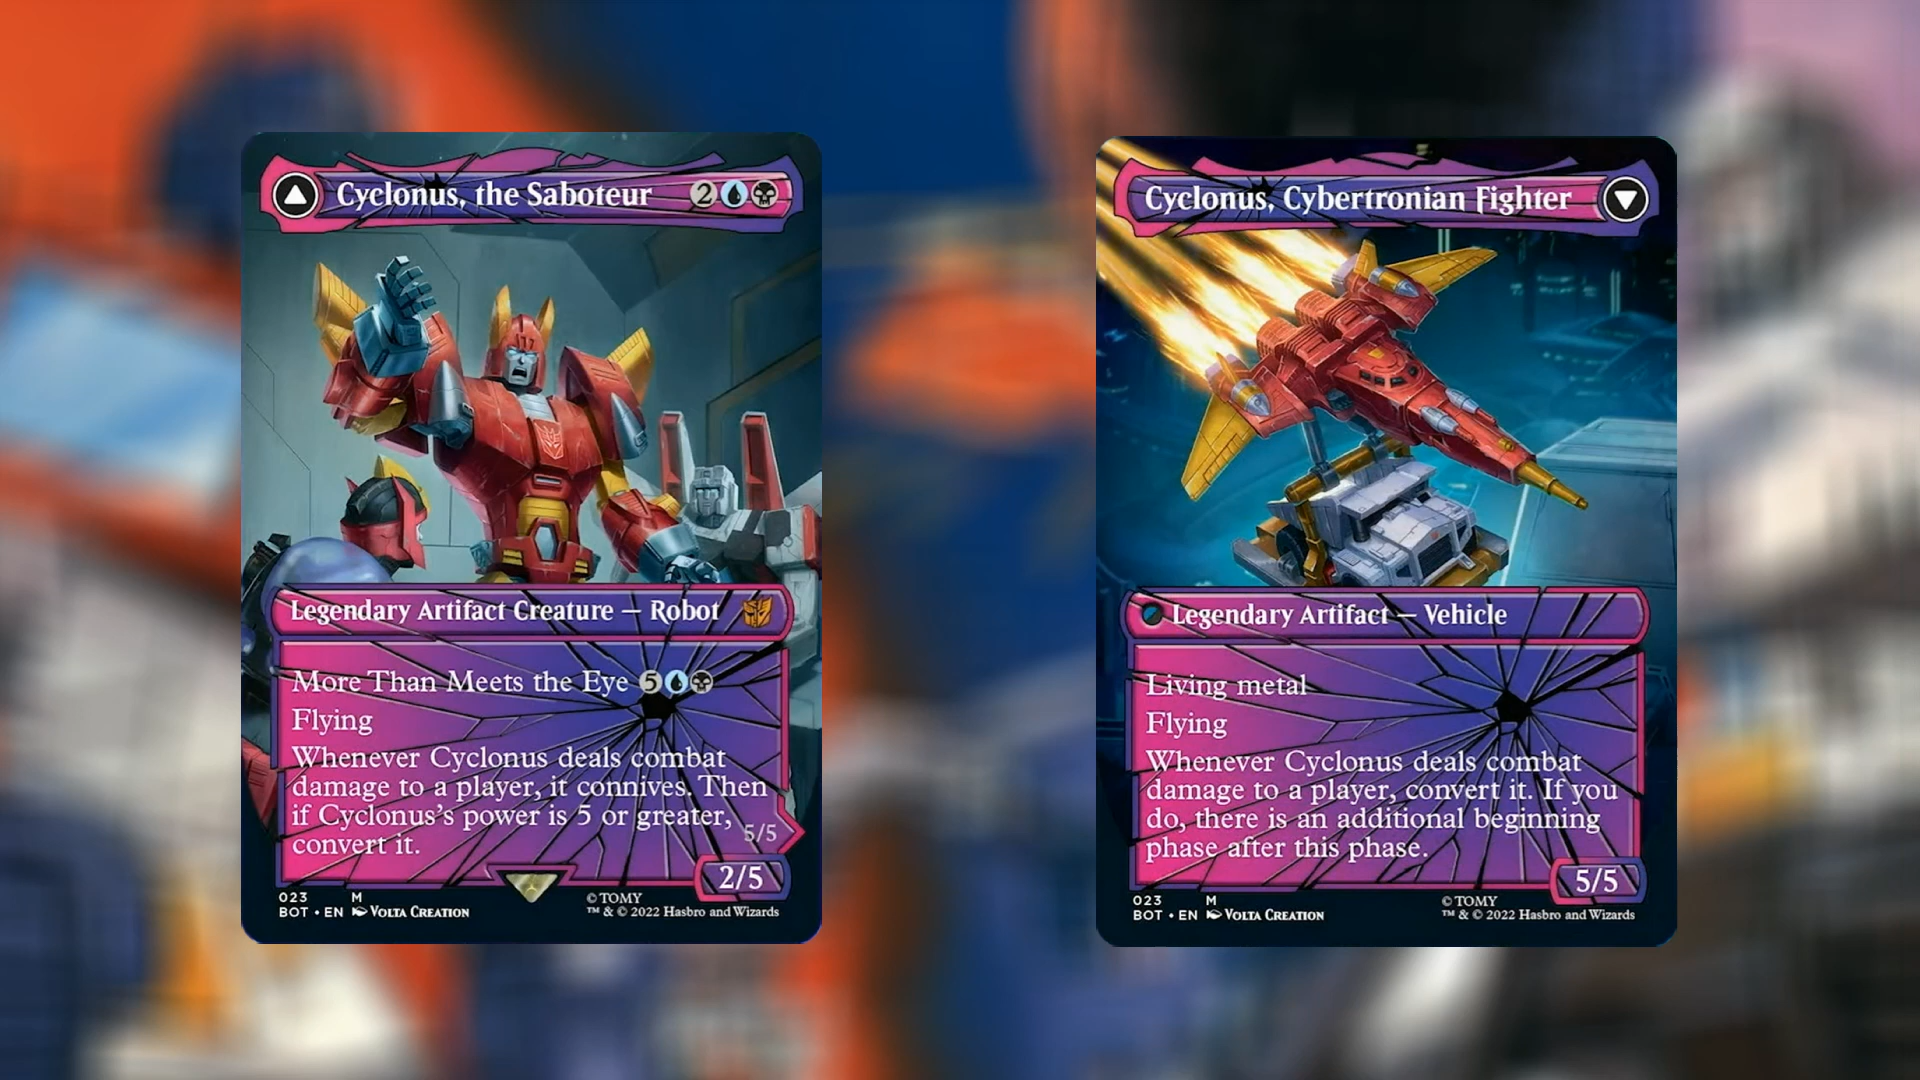 Cyclonus, the Saboteur 2
Legendary Artifact Creature — Robot
More Than Meets the Eye 5
Flying
Whenever Cyclonus deals combat
damage to a player, it connives. Then
if Cyclonus's power is 5 or greater,
convert it.
5/5
2/5
023 M
BOT • EN VOLTA CREATION
© TOMY
™ & © 2022 Hasbro and Wizards
Cyclonus, Cybertronian Fighter
Legendary Artifact — Vehicle
Living metal
Flying
Whenever Cyclonus deals combat
damage to a player, convert it. If you
do, there is an additional beginning
phase after this phase.
5/5
023 M
BOT • EN VOLTA CREATION
© TOMY
™ & © 2022 Hasbro and Wizards